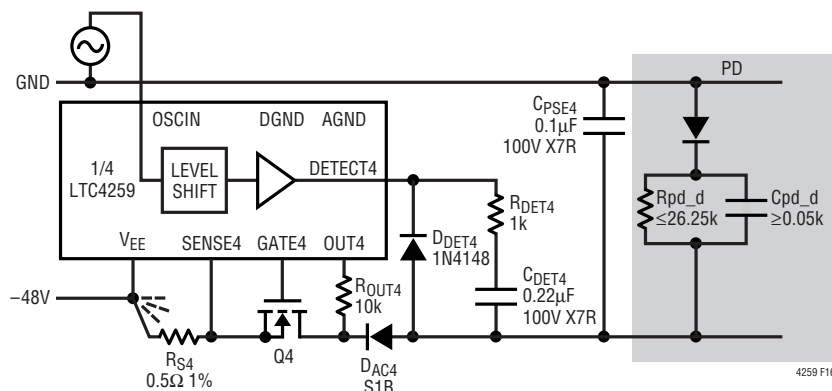 PD
GND
OSCIN DGND AGND
CPSE4
0.1µF
100V X7R
1/4
LTC4259
LEVEL
SHIFT
DETECT4
RDET4
1k
Rpd_d
≤26.25k
Cpd_d
≥0.05k
VEE SENSE4 GATE4 OUT4
DDET4
1N4148
ROUT4
10k
CDET4
0.22µF
100V X7R
–48V
RS4
0.5Ω 1%
Q4
DAC4
S1B
4259 F16